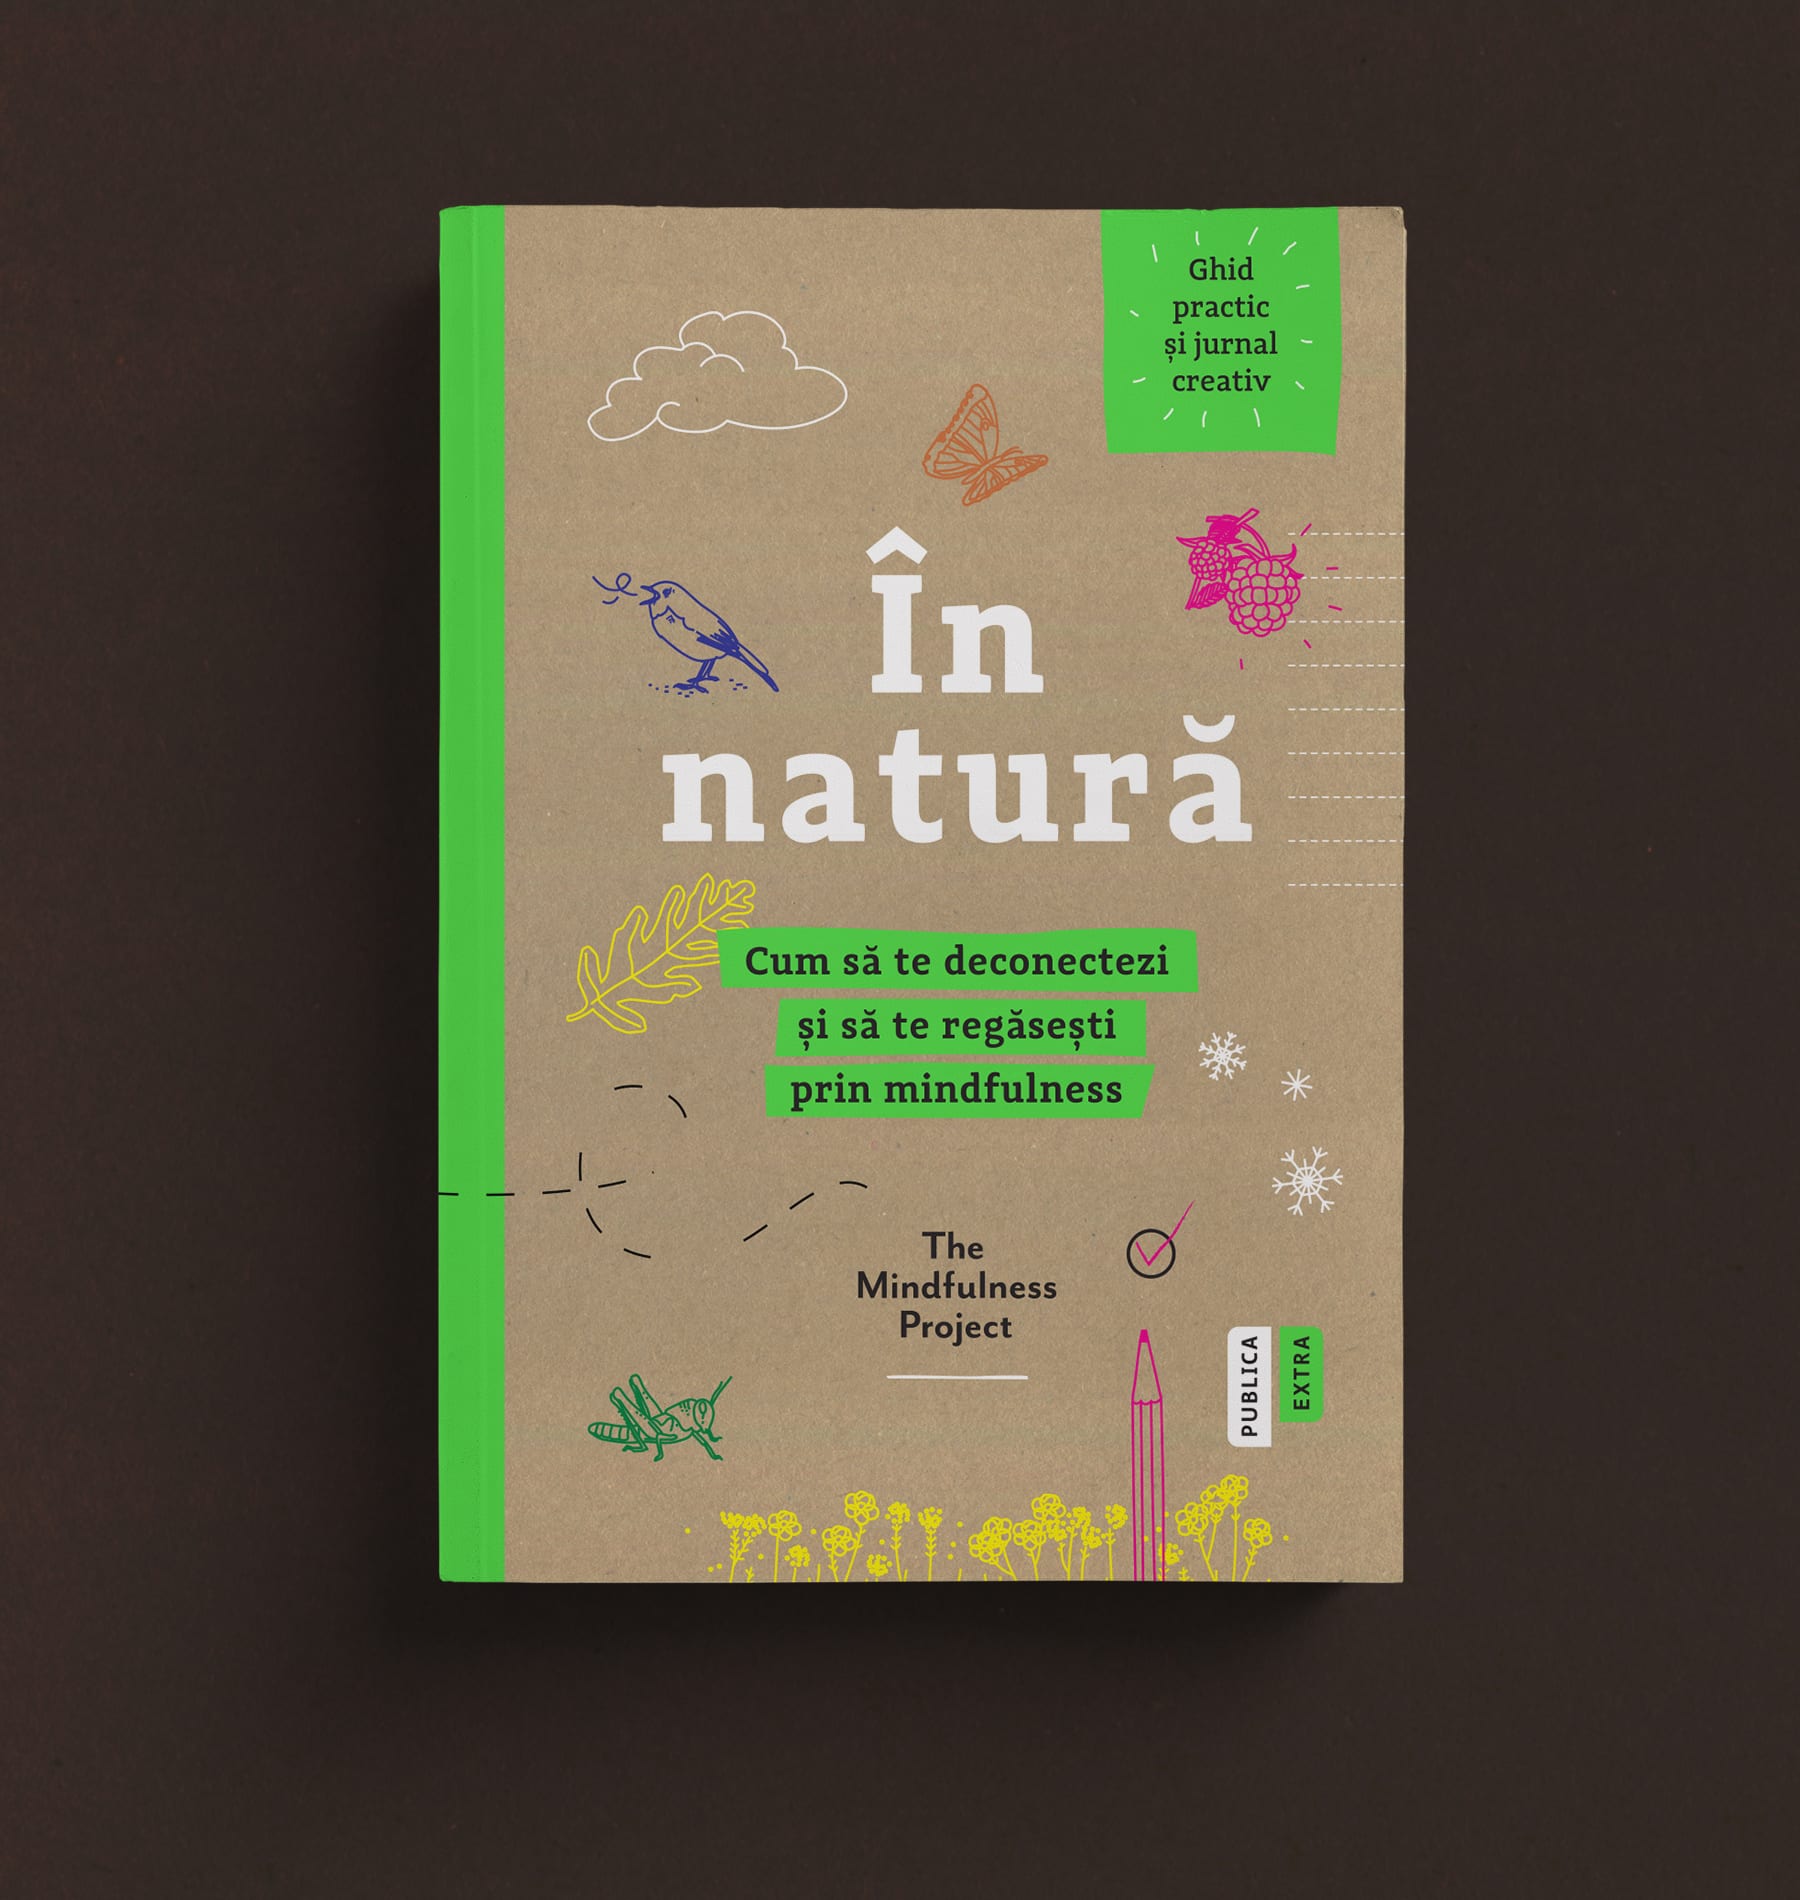 Ghid
practic
și jurnal
creativ
În
natură
Cum să te deconectezi
și să te regăsești
prin mindfulness
The
Mindfulness
Project
PUBLICA
EXTRA